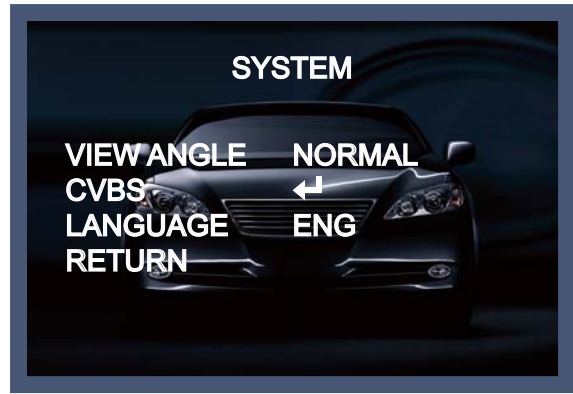 SYSTEM
VIEW ANGLE NORMAL
CVBS ↵
LANGUAGE ENG
RETURN